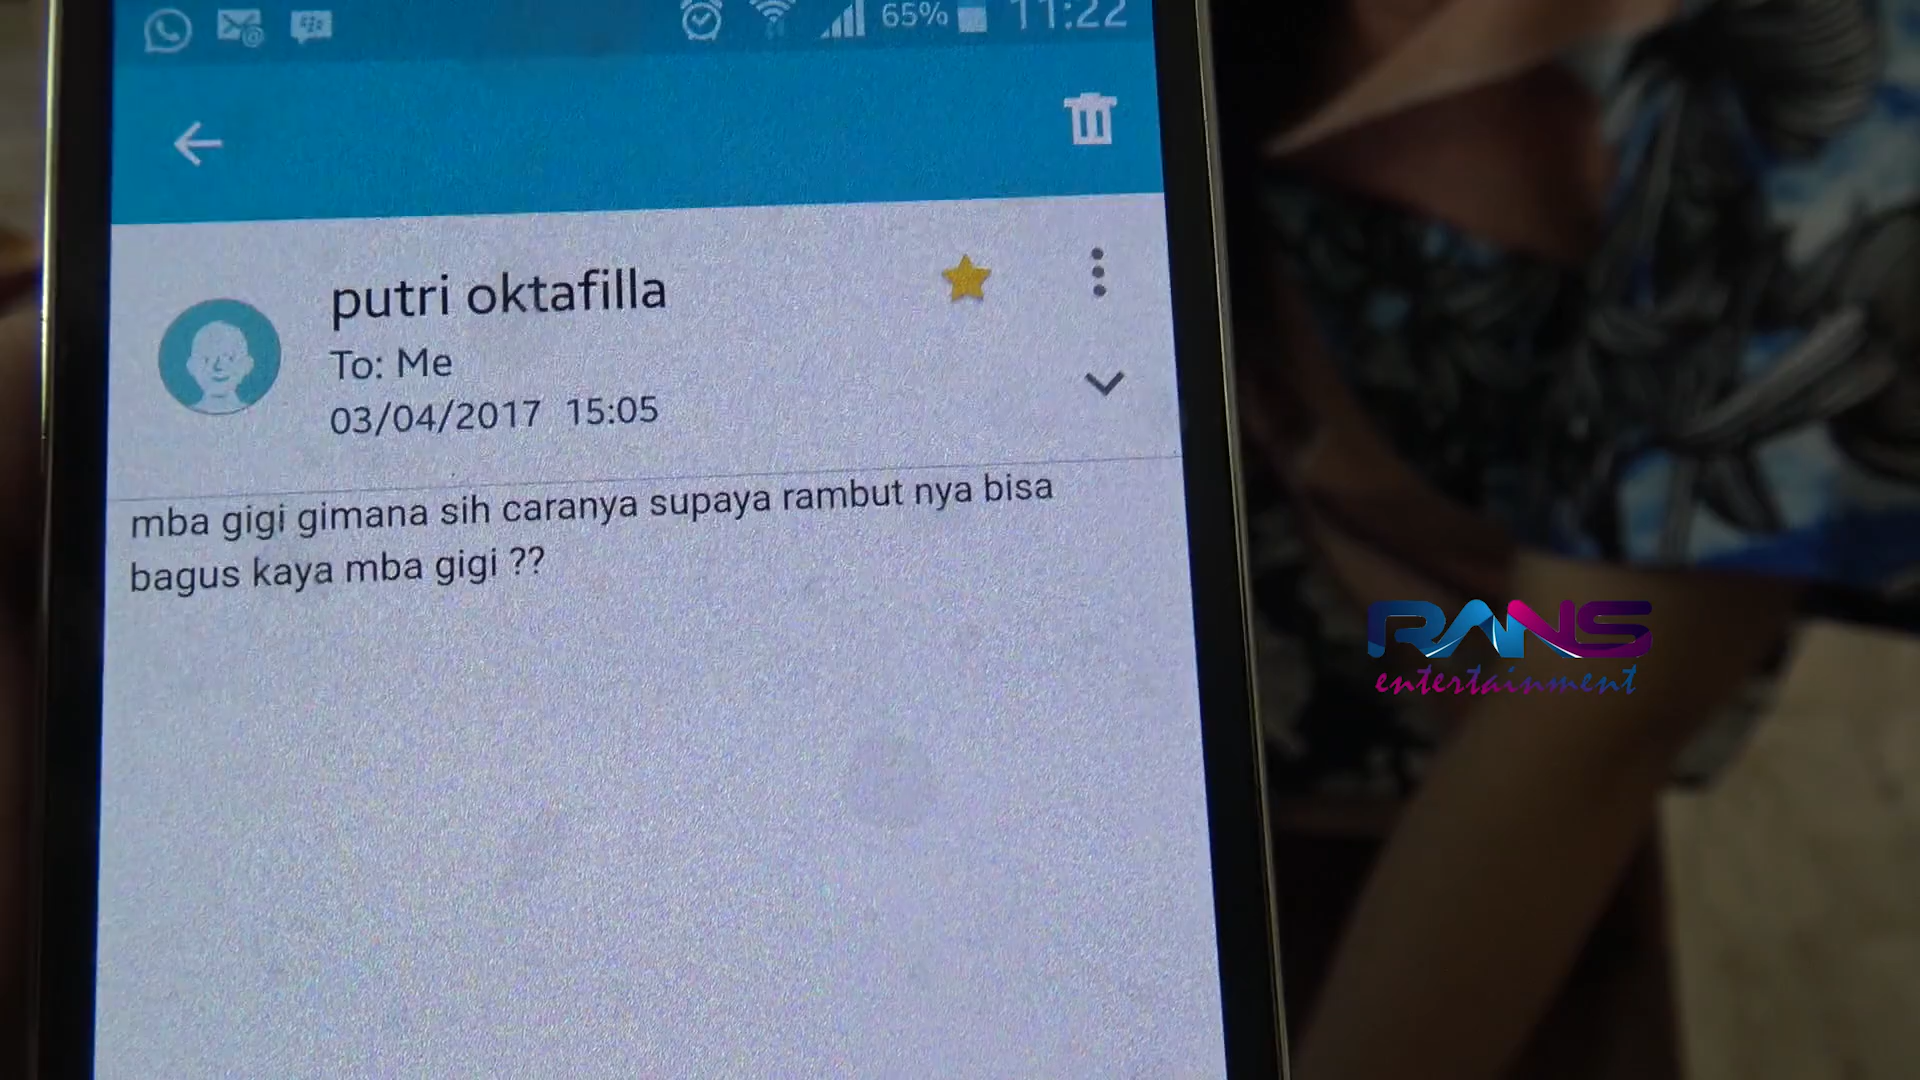 65% 11:22
putri oktafilla
To: Me
03/04/2017 15:05
mba gigi gimana sih caranya supaya rambut nya bisa
bagus kaya mba gigi ??
RANS
entertainment